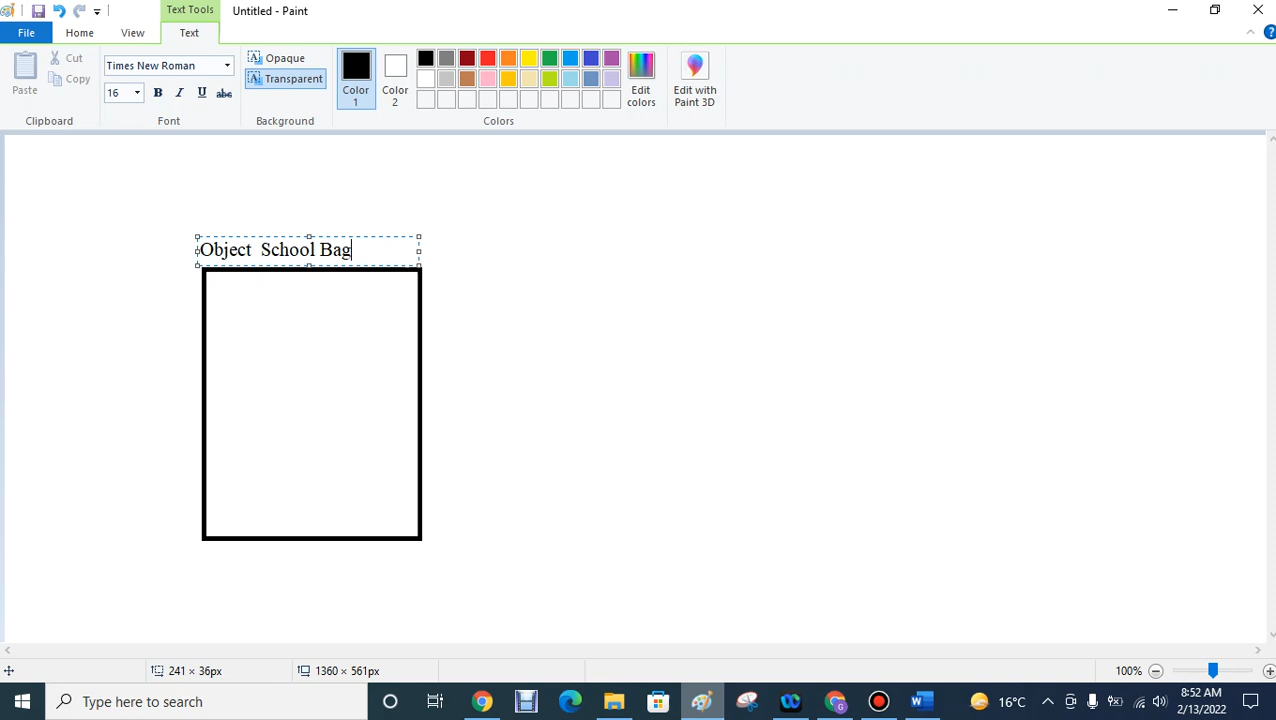 Text Tools
Untitled - Paint
File
Home
View
Text
Paste
Cut
Copy
Clipboard
Times New Roman
16
B
I
U
abc
Font
Opaque
Transparent
Background
Color 1
Color 2
Edit colors
Colors
Edit with Paint 3D
Object  School Bag
241 × 36px
1360 × 561px
100%
Type here to search
16°C
8:52 AM
2/13/2022